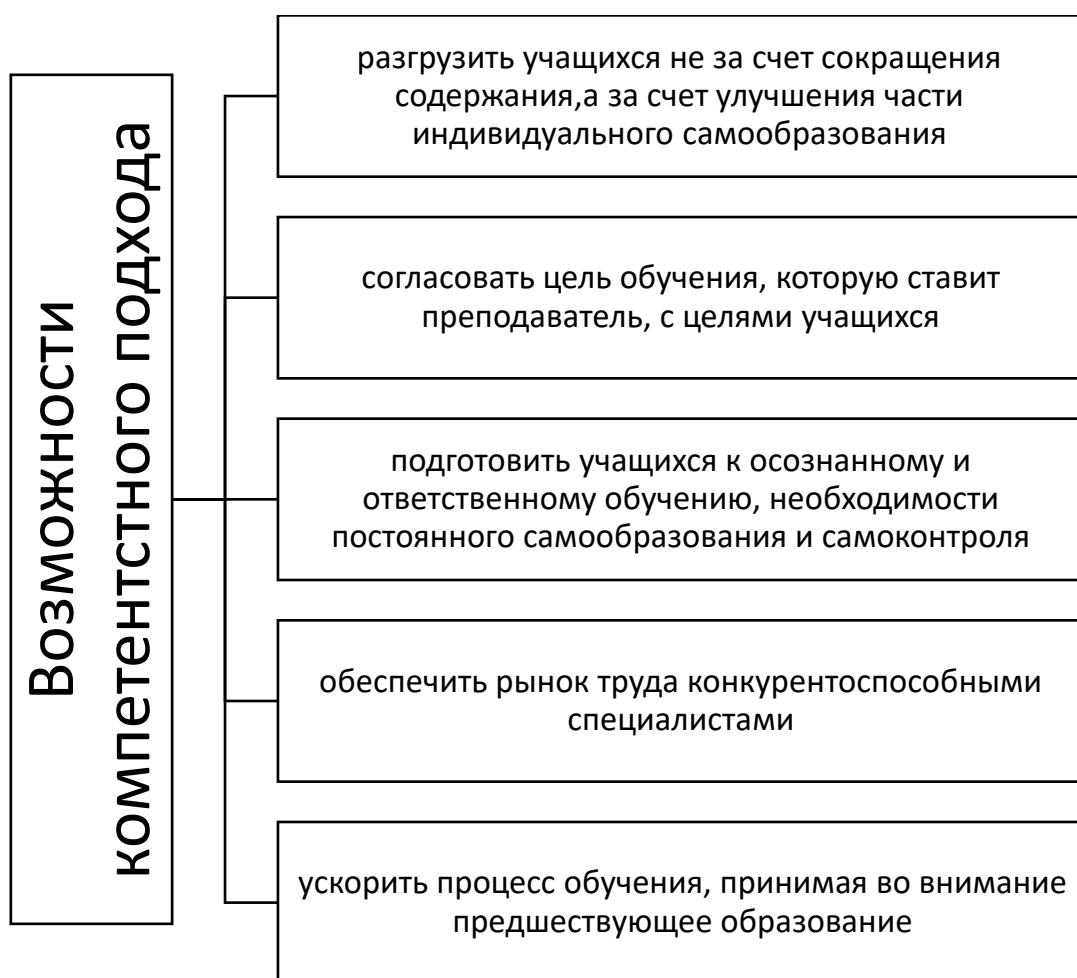 Возможности
компетентстного подхода
разгрузить учащихся не за счет сокращения
содержания,а за счет улучшения части
индивидуального самообразования
согласовать цель обучения, которую ставит
преподаватель, с целями учащихся
подготовить учащихся к осознанному и
ответственному обучению, необходимости
постоянного самообразования и самоконтроля
обеспечить рынок труда конкурентоспособными
специалистами
ускорить процесс обучения, принимая во внимание
предшествующее образование